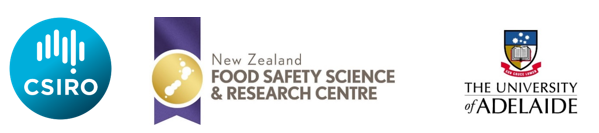 CSIRO
New Zealand
FOOD SAFETY SCIENCE
& RESEARCH CENTRE
THE UNIVERSITY
of ADELAIDE